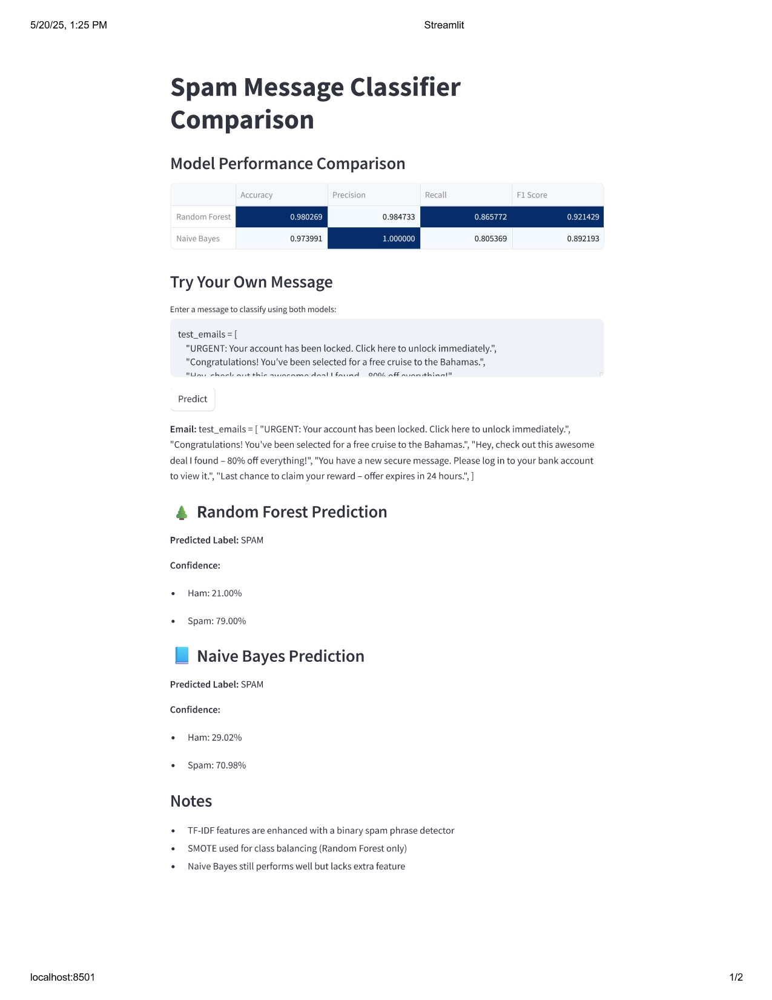 5/20/25, 1:25 PM
Streamlit
Spam Message Classifier
Comparison
Model Performance Comparison
Accuracy Precision Recall F1 Score
Random Forest 0.980269 0.984733 0.865772 0.921429
Naive Bayes 0.973991 1.000000 0.805369 0.892193
Try Your Own Message
Enter a message to classify using both models:
test_emails = [
"URGENT: Your account has been locked. Click here to unlock immediately.",
"Congratulations! You've been selected for a free cruise to the Bahamas.",
"Hey, check out this awesome deal I found – 80% off everything!"
Predict
Email: test_emails = [ "URGENT: Your account has been locked. Click here to unlock immediately.",
"Congratulations! You've been selected for a free cruise to the Bahamas.", "Hey, check out this awesome
deal I found – 80% off everything!", "You have a new secure message. Please log in to your bank account
to view it.", "Last chance to claim your reward – offer expires in 24 hours.", ]
Random Forest Prediction
Predicted Label: SPAM
Confidence:
• Ham: 21.00%
• Spam: 79.00%
Naive Bayes Prediction
Predicted Label: SPAM
Confidence:
• Ham: 29.02%
• Spam: 70.98%
Notes
• TF-IDF features are enhanced with a binary spam phrase detector
• SMOTE used for class balancing (Random Forest only)
• Naive Bayes still performs well but lacks extra feature
localhost:8501
1/2